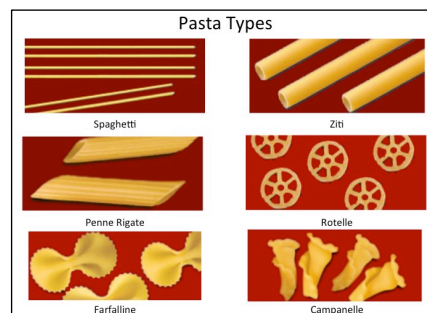 Pasta Types
Spaghetti
Ziti
Penne Rigate
Rotelle
Farfalline
Campanelle